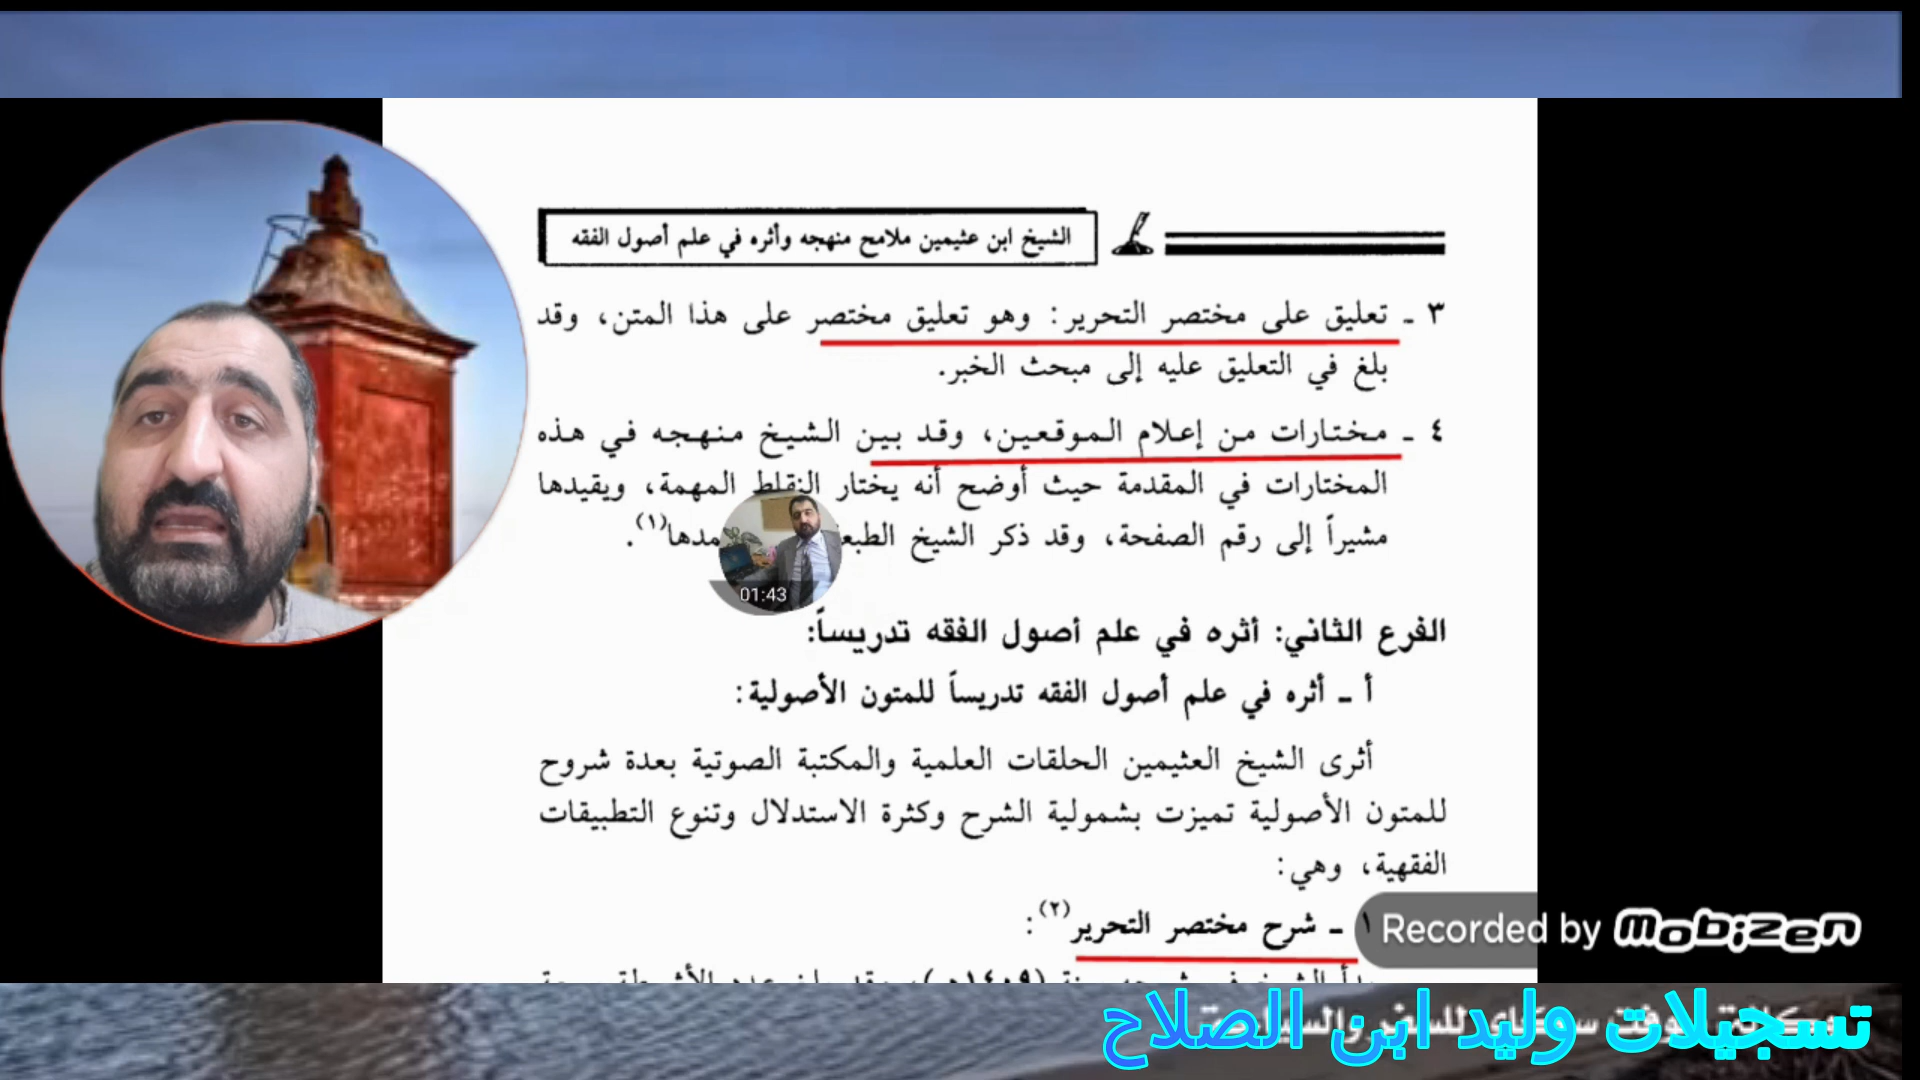 الشيخ ابن عثيمين ملامح منهجه وأثره في علم أصول الفقه
٣ ـ تعليق على مختصر التحرير: وهو تعليق مختصر على هذا المتن، وقد
بلغ في التعليق عليه إلى مبحث الخبر.
٤ ـ مختارات من إعلام الموقعين، وقد بين الشيخ منهجه في هذه
المختارات في المقدمة حيث أوضح أنه يختار النقاط المهمة، ويقيدها
مشيراً إلى رقم الصفحة، وقد ذكر الشيخ
01:43
الفرع الثاني: أثره في علم أصول الفقه تدريساً:
أ ـ أثره في علم أصول الفقه تدريساً للمتون الأصولية:
أثرى الشيخ العثيمين الحلقات العلمية والمكتبة الصوتية بعدة شروح
للمتون الأصولية تميزت بشمولية الشرح وكثرة الاستدلال وتنوع التطبيقات
الفقهية، وهي:
١ ـ شرح مختصر التحرير(٢):
Recorded by mobizen
تسجيلات وليد ابن الصلاح